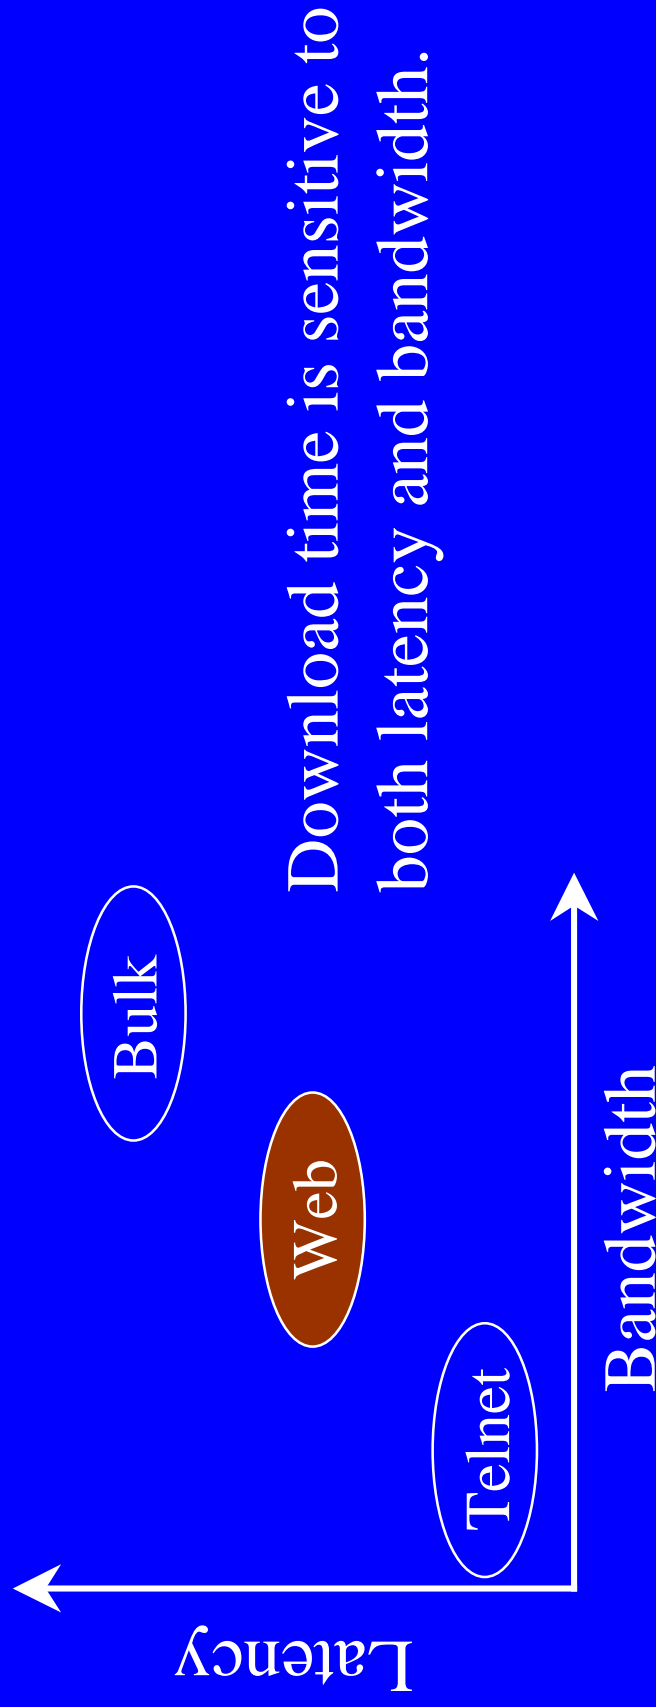 Download time is sensitive to
both latency and bandwidth.
Latency
Bulk
Web
Telnet
Bandwidth